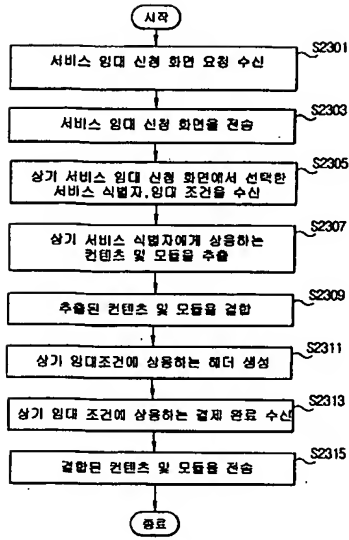 시작
S2301
서비스 임대 신청 화면 요청 수신
S2303
서비스 임대 신청 화면을 전송
S2305
상기 서비스 임대 신청 화면에서 선택한
서비스 식별자,임대 조건을 수신
S2307
상기 서비스 식별자에게 상응하는
컨텐츠 및 모듈을 추출
S2309
추출된 컨텐츠 및 모듈을 결합
S2311
상기 임대조건에 상응하는 헤더 생성
S2313
상기 임대 조건에 상응하는 결제 완료 수신
S2315
결합된 컨텐츠 및 모듈을 전송
종료